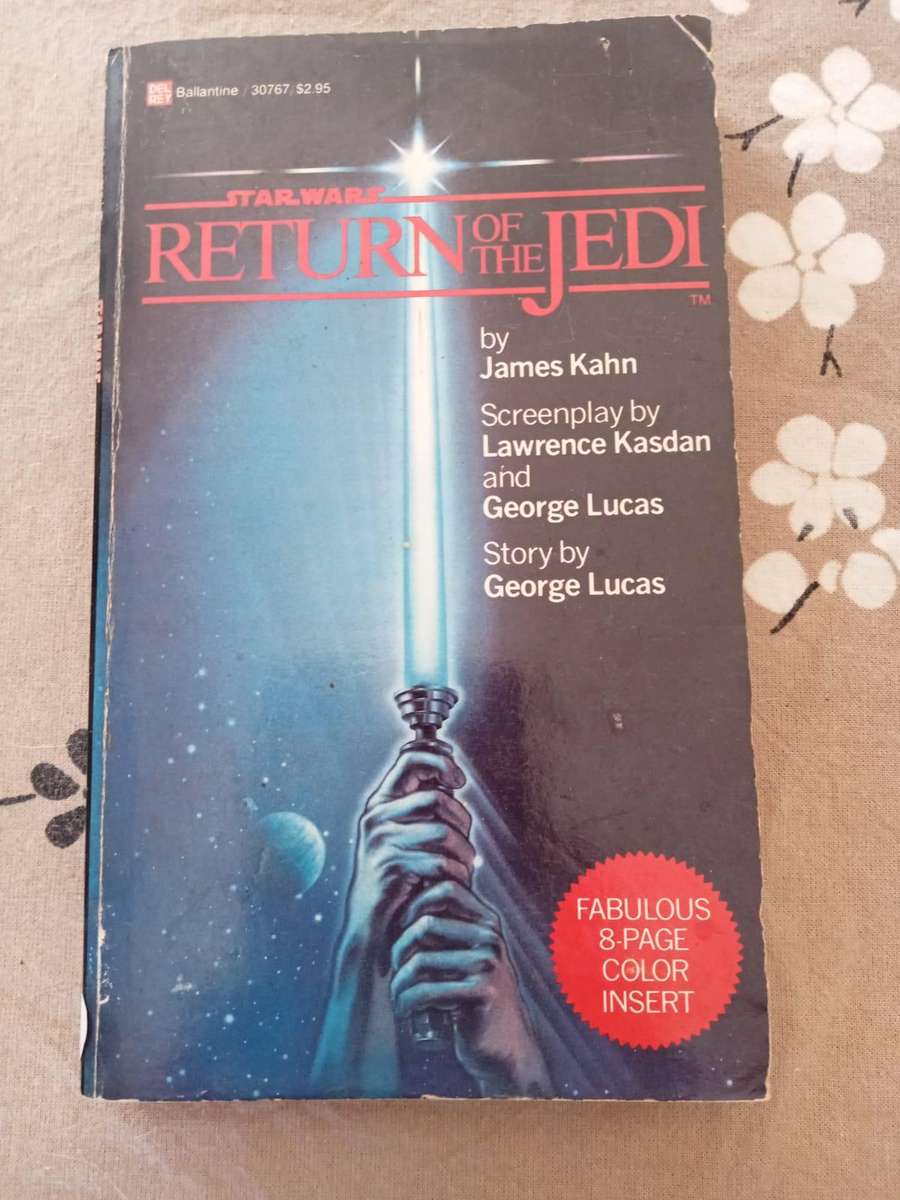 DEL REY Ballantine / 30767 / $2.95
STAR WARS
RETURN OF THE JEDI
TM
by
James Kahn
Screenplay by
Lawrence Kasdan
and
George Lucas
Story by
George Lucas
FABULOUS
8-PAGE
COLOR
INSERT